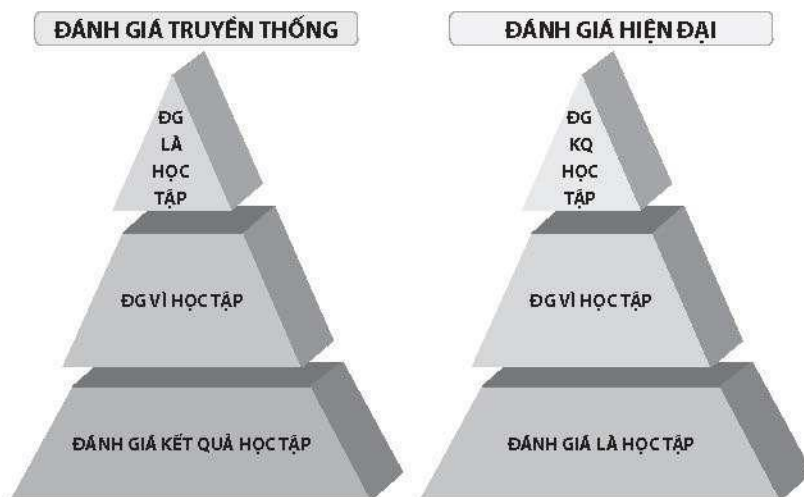 ĐÁNH GIÁ TRUYỀN THỐNG
ĐG
LÀ
HỌC
TẬP
ĐG VÌ HỌC TẬP
ĐÁNH GIÁ KẾT QUẢ HỌC TẬP
ĐÁNH GIÁ HIỆN ĐẠI
ĐG
KQ
HỌC
TẬP
ĐG VÌ HỌC TẬP
ĐÁNH GIÁ LÀ HỌC TẬP